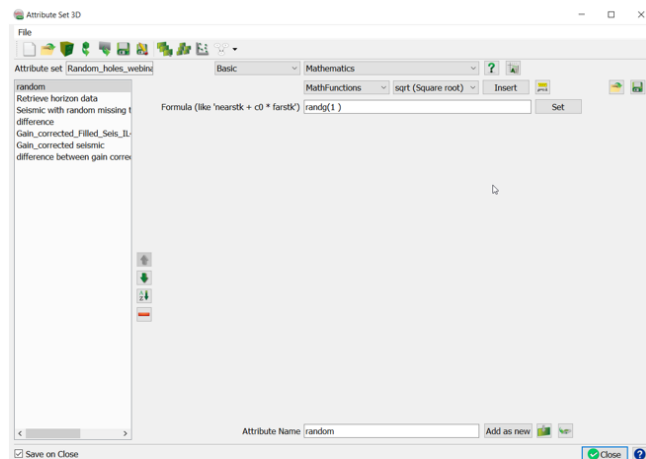 Attribute Set 3D
File
Attribute set Random_holes_webina Basic Mathematics ?
random
MathFunctions sqrt (Square root) Insert
Retrieve horizon data
Seismic with random missing t
Formula (like 'nearstk + c0 * farstk') randg(1 ) Set
difference
Gain_corrected_Filled_Seis_IL-
Gain_corrected seismic
difference between gain correc
Attribute Name random Add as new
Save on Close
Close ?